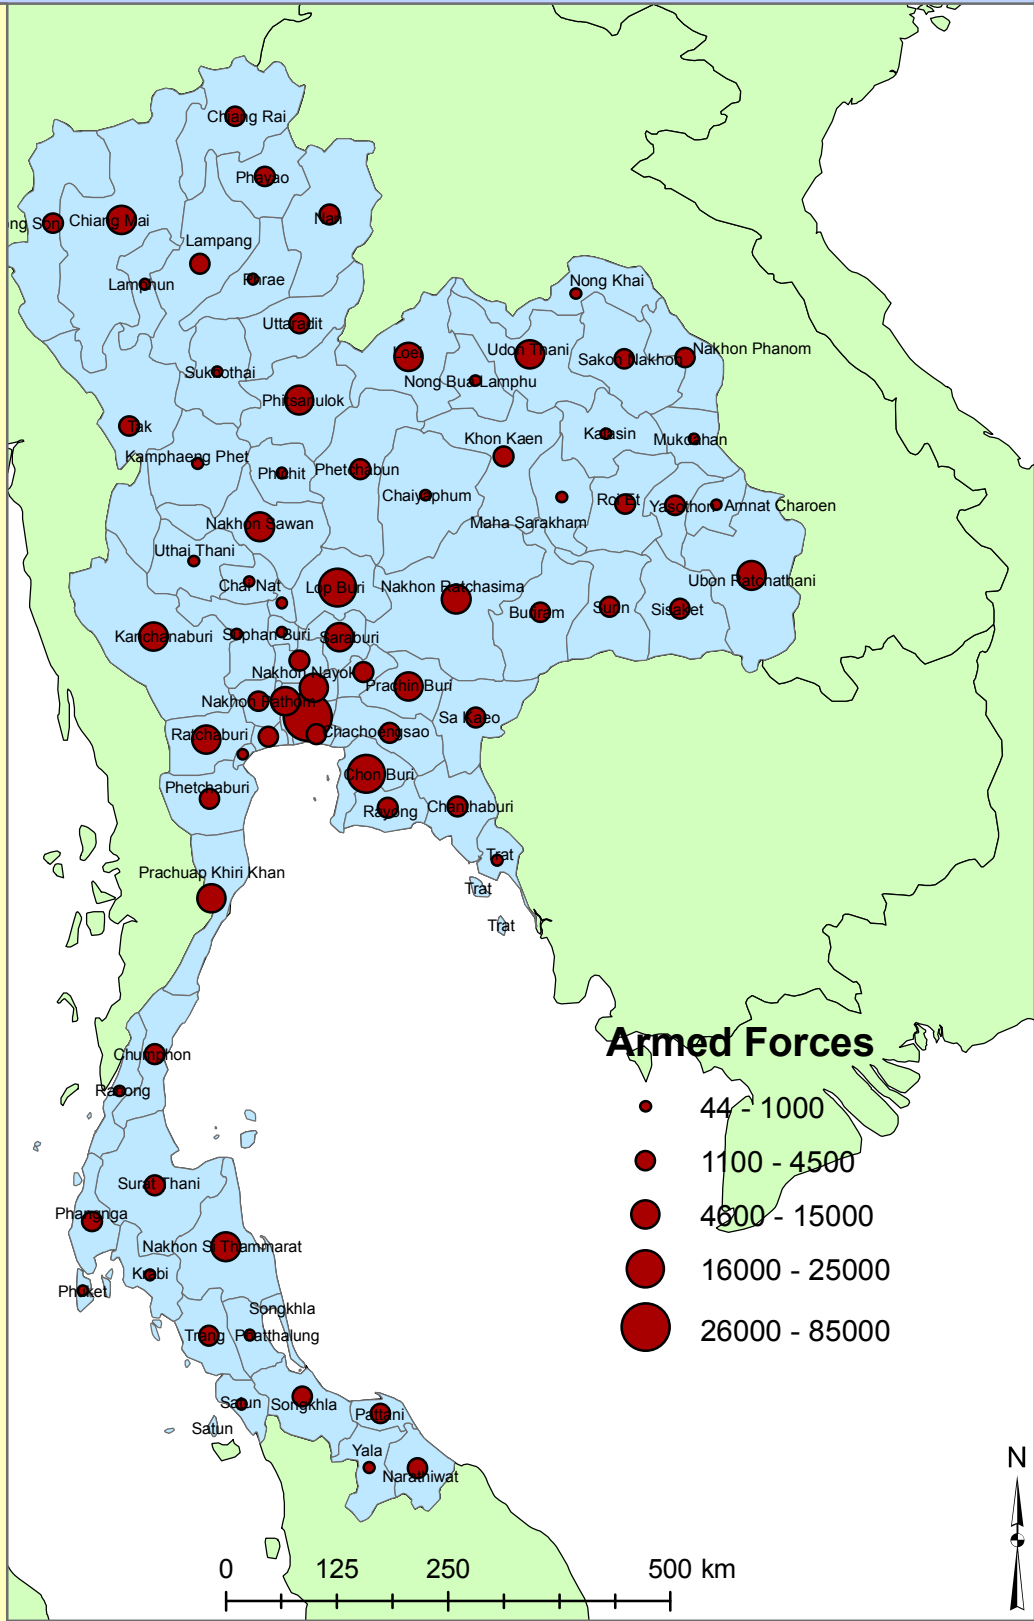 Chiang Rai
Phayao
ng Son
Chiang Mai
Nan
Lampang
Lamphun
Phrae
Nong Khai
Uttaradit
Loei
Udon Thani
Sakon Nakhon
Nakhon Phanom
Sukhothai
Nong Bua Lamphu
Phitsanulok
Tak
Khon Kaen
Kalasin
Mukdahan
Kamphaeng Phet
Phichit
Phetchabun
Chaiyaphum
Maha Sarakham
Roi Et
Yasothon
Amnat Charoen
Nakhon Sawan
Uthai Thani
Chai Nat
Lop Buri
Nakhon Ratchasima
Ubon Ratchathani
Buriram
Surin
Sisaket
Kanchanaburi
Suphan Buri
Saraburi
Nakhon Nayok
Prachin Buri
Nakhon Pathom
Sa Kaeo
Ratchaburi
Chachoengsao
Chon Buri
Phetchaburi
Rayong
Chanthaburi
Trat
Trat
Trat
Prachuap Khiri Khan
Chumphon
Ranong
Surat Thani
Phangnga
Nakhon Si Thammarat
Krabi
Phuket
Songkhla
Trang
Phatthalung
Satun
Songkhla
Pattani
Satun
Yala
Narathiwat
Armed Forces
44 - 1000
1100 - 4500
4600 - 15000
16000 - 25000
26000 - 85000
N
0 125 250 500 km